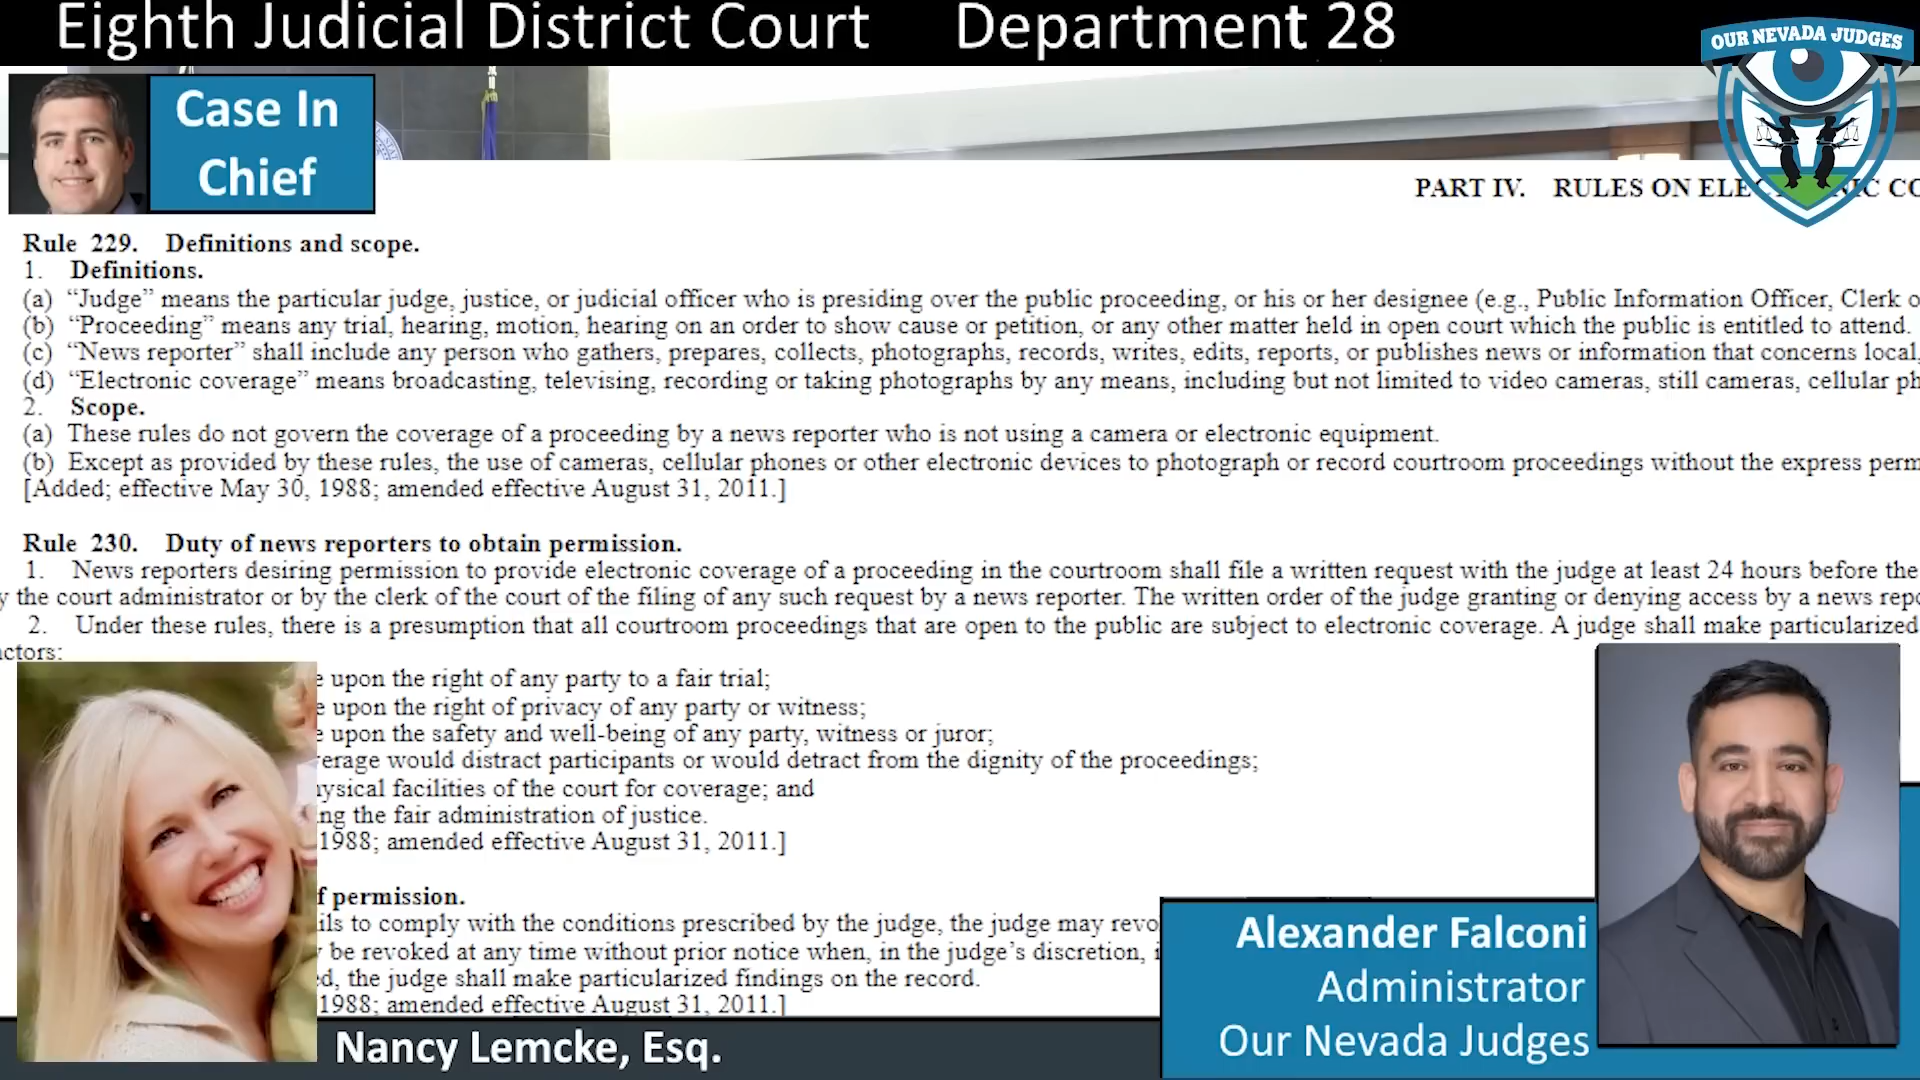 Eighth Judicial District Court Department 28
OUR NEVADA JUDGES
Case In
Chief
PART IV. RULES ON
Rule 229. Definitions and scope.
1. Definitions.
(a) “Judge” means the particular judge, justice, or judicial officer who is presiding over the public proceeding, or his or her designee (e.g., Public Information Officer, Clerk
(b) “Proceeding” means any trial, hearing, motion, hearing on an order to show cause or petition, or any other matter held in open court which the public is entitled to attend.
(c) “News reporter” shall include any person who gathers, prepares, collects, photographs, records, writes, edits, reports, or publishes news or information that concerns local,
(d) “Electronic coverage” means broadcasting, televising, recording or taking photographs by any means, including but not limited to video cameras, still cameras, cellular ph
2. Scope.
(a) These rules do not govern the coverage of a proceeding by a news reporter who is not using a camera or electronic equipment.
(b) Except as provided by these rules, the use of cameras, cellular phones or other electronic devices to photograph or record courtroom proceedings without the express perm
[Added; effective May 30, 1988; amended effective August 31, 2011.]
Rule 230. Duty of news reporters to obtain permission.
1. News reporters desiring permission to provide electronic coverage of a proceeding in the courtroom shall file a written request with the judge at least 24 hours before the
y the court administrator or by the clerk of the court of the filing of any such request by a news reporter. The written order of the judge granting or denying access by a news repo
2. Under these rules, there is a presumption that all courtroom proceedings that are open to the public are subject to electronic coverage. A judge shall make particularized
ctors:
e upon the right of any party to a fair trial;
e upon the right of privacy of any party or witness;
e upon the safety and well-being of any party, witness or juror;
erage would distract participants or would detract from the dignity of the proceedings;
ysical facilities of the court for coverage; and
ng the fair administration of justice.
1988; amended effective August 31, 2011.]
f permission.
ils to comply with the conditions prescribed by the judge, the judge may revo
be revoked at any time without prior notice when, in the judge’s discretion, i
ed, the judge shall make particularized findings on the record.
1988; amended effective August 31, 2011.]
Nancy Lemcke, Esq.
Alexander Falconi
Administrator
Our Nevada Judges